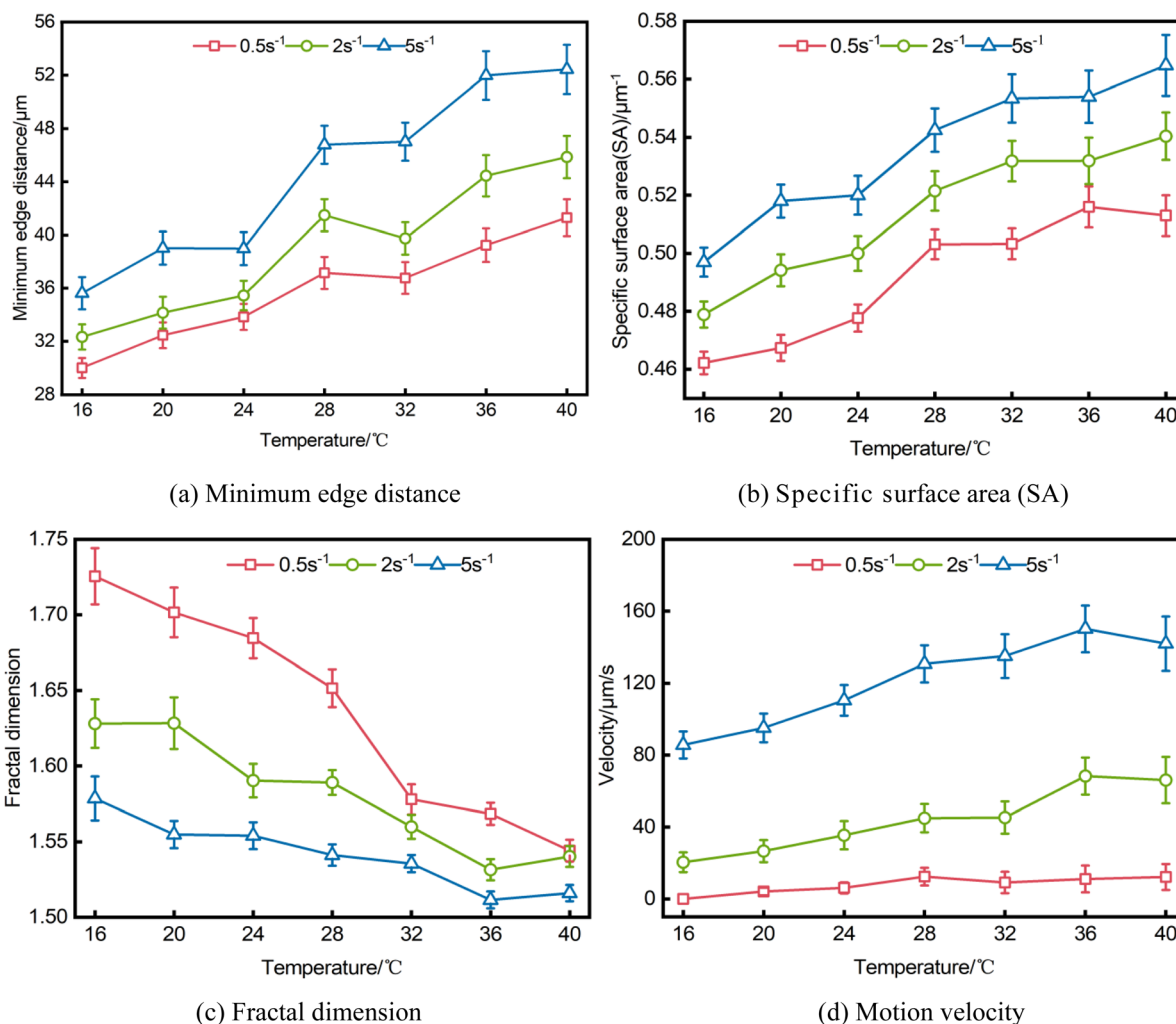 0.5s⁻¹ 2s⁻¹ 5s⁻¹
Minimum edge distance/μm
56
52
48
44
40
36
32
28
16 20 24 28 32 36 40
Temperature/℃
(a) Minimum edge distance
0.5s⁻¹ 2s⁻¹ 5s⁻¹
Specific surface area(SA)/μm⁻¹
0.58
0.56
0.54
0.52
0.50
0.48
0.46
16 20 24 28 32 36 40
Temperature/℃
(b) Specific surface area (SA)
0.5s⁻¹ 2s⁻¹ 5s⁻¹
Fractal dimension
1.75
1.70
1.65
1.60
1.55
1.50
16 20 24 28 32 36 40
Temperature/℃
(c) Fractal dimension
0.5s⁻¹ 2s⁻¹ 5s⁻¹
Velocity/μm/s
200
160
120
80
40
0
16 20 24 28 32 36 40
Temperature/℃
(d) Motion velocity